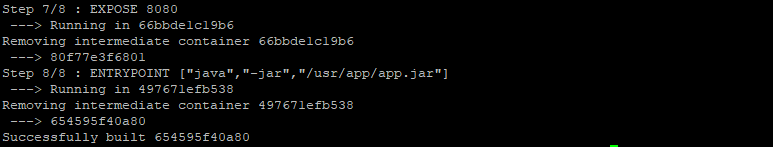 Step 7/8 : EXPOSE 8080
 ---> Running in 66bbde1c19b6
Removing intermediate container 66bbde1c19b6
 ---> 80f77e3f6801
Step 8/8 : ENTRYPOINT ["java","-jar","/usr/app/app.jar"]
 ---> Running in 497671efb538
Removing intermediate container 497671efb538
 ---> 654595f40a80
Successfully built 654595f40a80